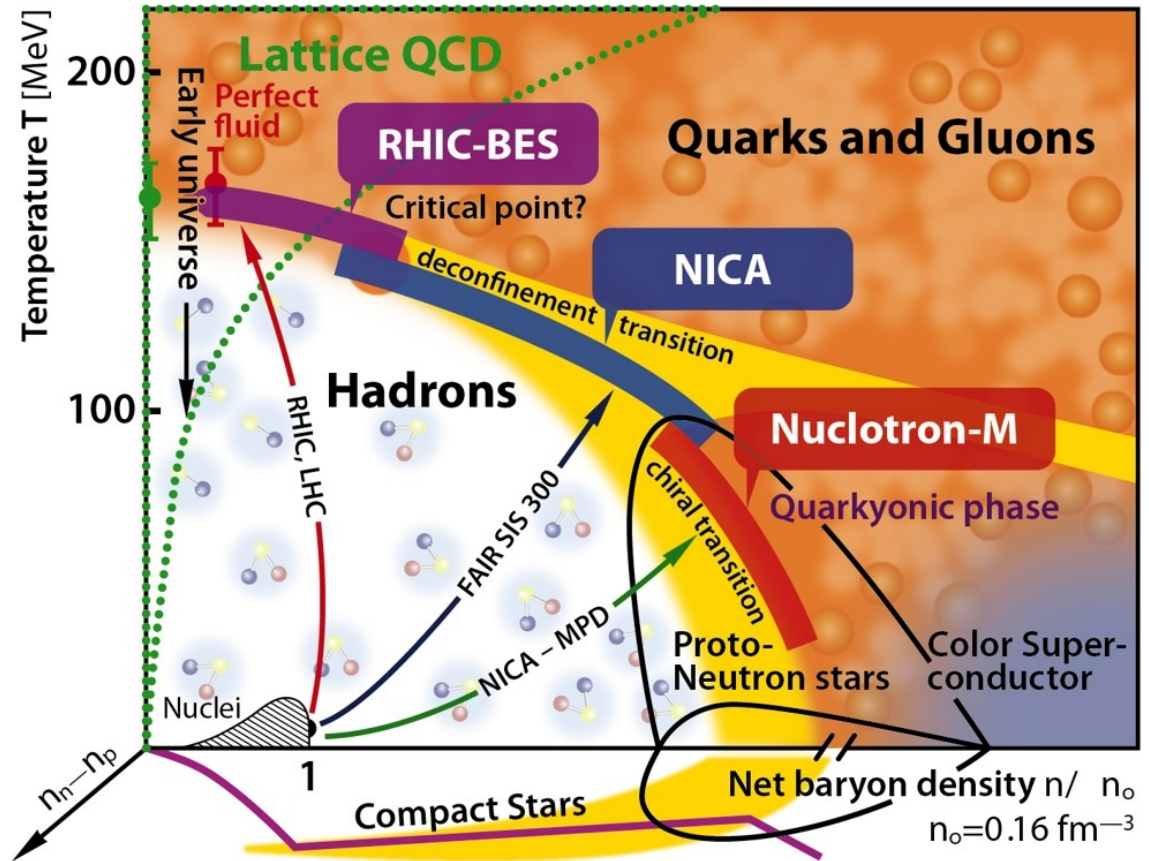 Temperature T [MeV]
200
100
Lattice QCD
Early universe
Perfect
fluid
RHIC-BES
Critical point?
Quarks and Gluons
NICA
deconfinement transition
Hadrons
Nuclotron-M
Quarkyonic phase
chiral transition
RHIC, LHC
FAIR SIS 300
NICA – MPD
Proto-
Neutron stars
Color Super-
conductor
Nuclei
1
nₙ—nₚ
Compact Stars
Net baryon density n/ nₒ
nₒ=0.16 fm⁻³